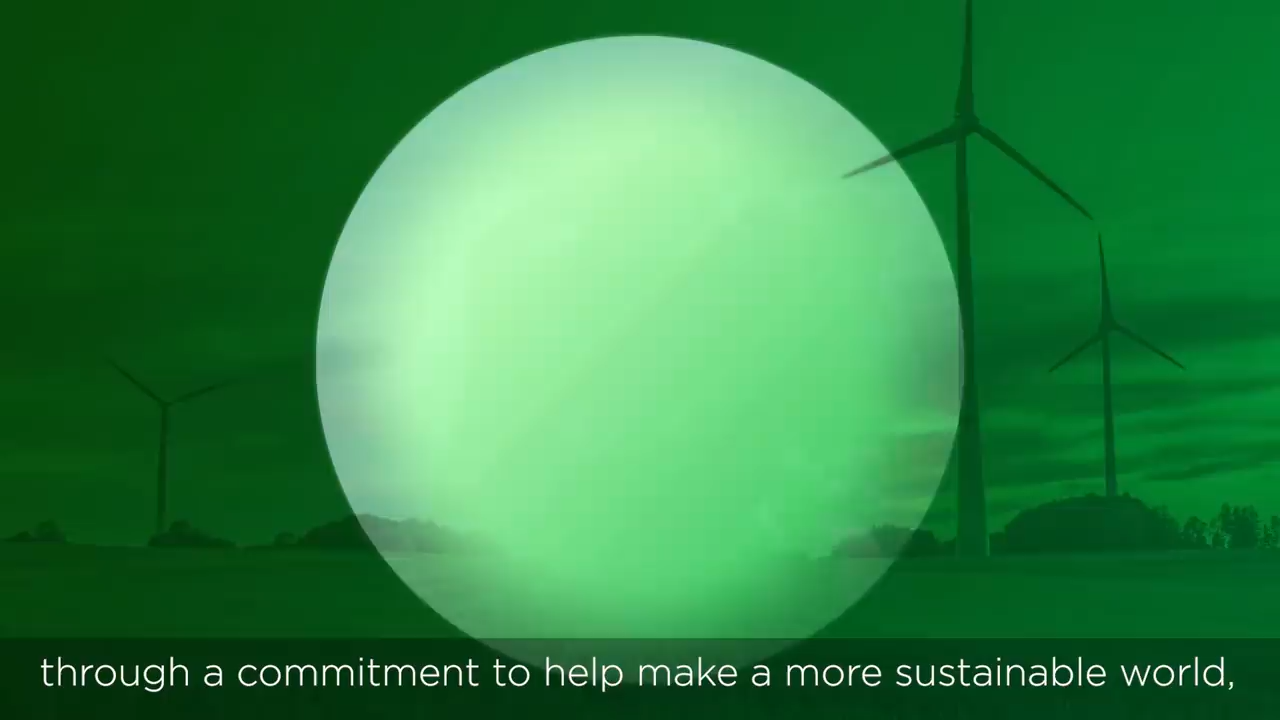 through a commitment to help make a more sustainable world,